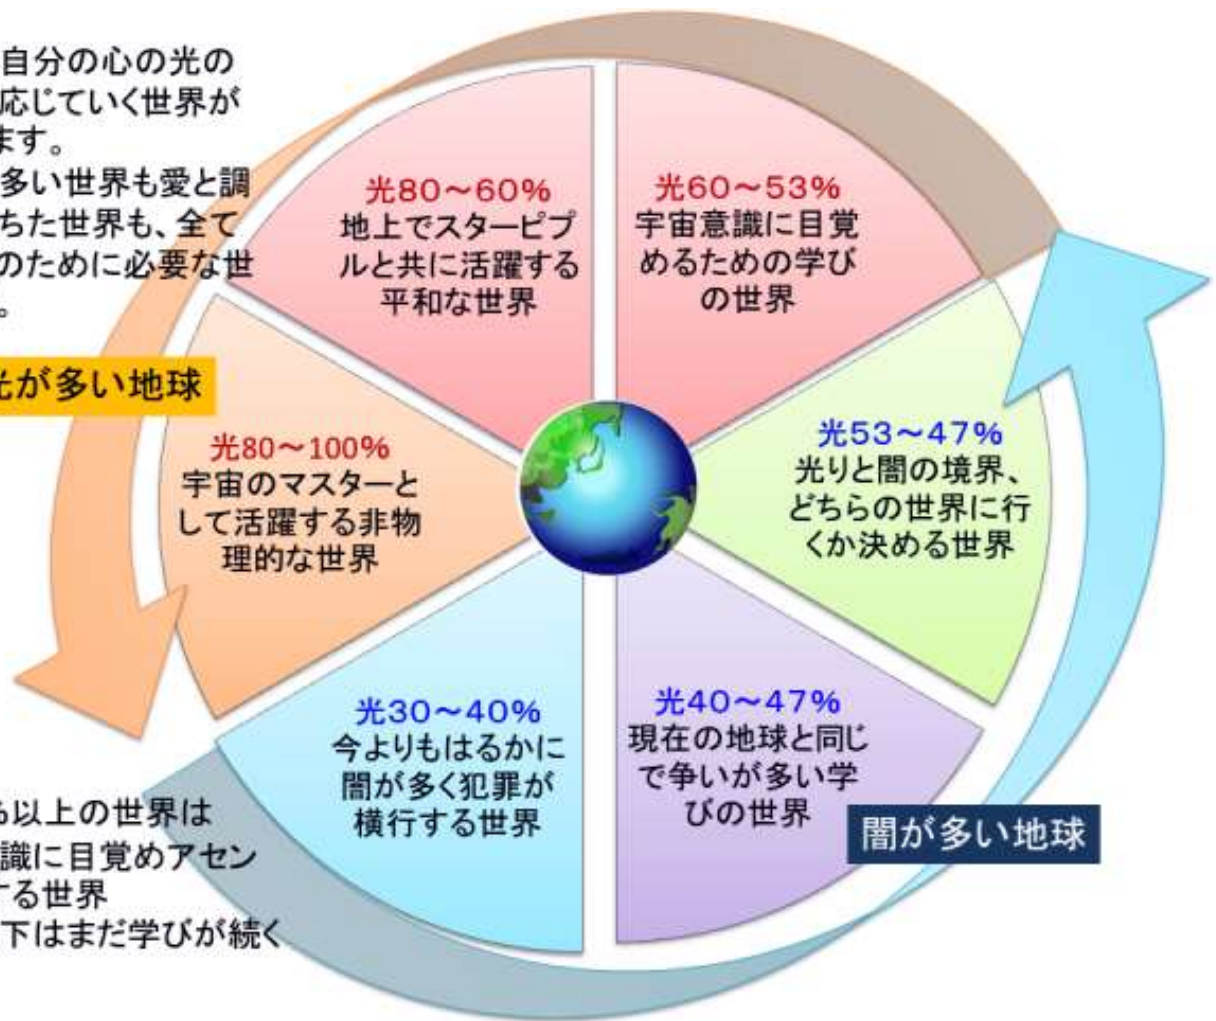 自分の心の光の
応じていく世界が
ます。
多い世界も愛と調
ちた世界も、全て
のために必要な世
。
光が多い地球
光80～60%
地上でスターピプ
ルと共に活躍する
平和な世界
光60～53%
宇宙意識に目覚
めるための学び
の世界
光80～100%
宇宙のマスターと
して活躍する非物
理的な世界
光53～47%
光りと闇の境界、
どちらの世界に行
くか決める世界
光30～40%
今よりもはるかに
闇が多く犯罪が
横行する世界
光40～47%
現在の地球と同じ
で争いが多い学
びの世界
闇が多い地球
%以上の世界は
識に目覚めアセン
する世界
下はまだ学びが続く